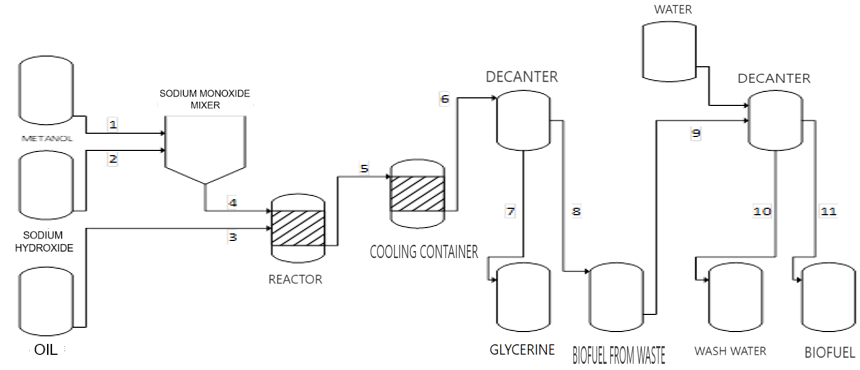 WATER
DECANTER
DECANTER
SODIUM MONOXIDE
MIXER
METANOL
1
2
SODIUM
HYDROXIDE
OIL
4
3
REACTOR
5
COOLING CONTAINER
6
7
8
GLYCERINE
BIOFUEL FROM WASTE
9
10
11
WASH WATER
BIOFUEL